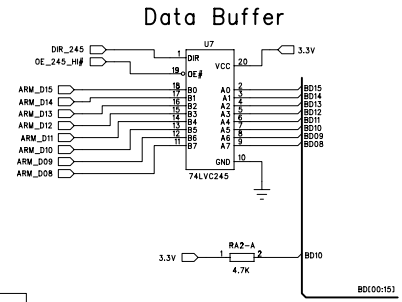 Data Buffer
U7
DIR_245 1 DIR VCC 20 3.3V
OE_245_HI# 19 OE#
ARM_D15 18 B0 A0 2 BD15
ARM_D14 17 B1 A1 3 BD14
ARM_D13 16 B2 A2 4 BD13
ARM_D12 15 B3 A3 5 BD12
ARM_D11 14 B4 A4 6 BD11
ARM_D10 13 B5 A5 7 BD10
ARM_D09 12 B6 A6 8 BD09
ARM_D08 11 B7 A7 9 BD08
GND 10
74LVC245
RA2-A
3.3V 1 2 BD10
4.7K
BD[00:15]